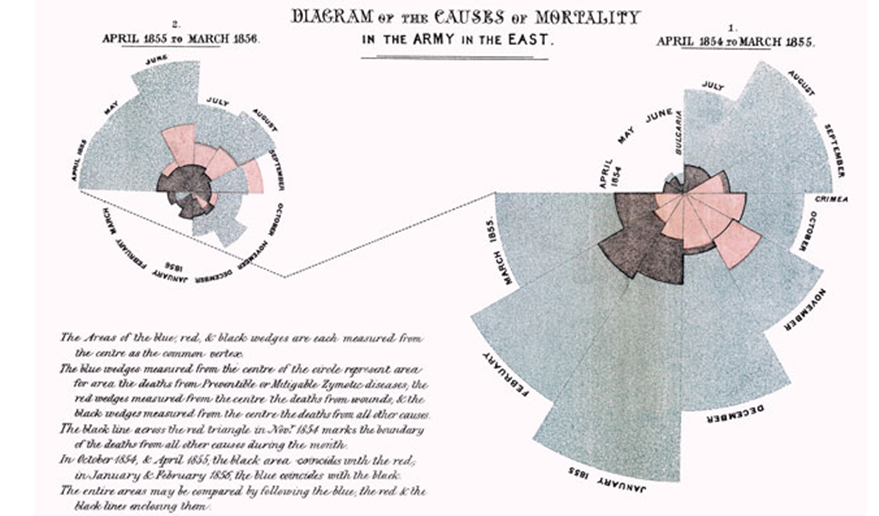 DIAGRAM OF THE CAUSES OF MORTALITY
IN THE ARMY IN THE EAST.
2.
APRIL 1855 TO MARCH 1856.
1.
APRIL 1854 TO MARCH 1855.
APRIL 1855
MAY
JUNE
JULY
AUGUST
SEPTEMBER
OCTOBER
NOVEMBER
DECEMBER
JANUARY
1856
FEBRUARY
MARCH
APRIL
1854
MAY
JUNE
BULGARIA
JULY
AUGUST
SEPTEMBER
CRIMEA
OCTOBER
NOVEMBER
DECEMBER
JANUARY 1855
FEBRUARY
MARCH 1855.
The Areas of the blue, red, & black wedges are each measured from
the centre as the common vertex.
The blue wedges measured from the centre of the circle represent area
for area the deaths from Preventible or Mitigable Zymotic diseases, the
red wedges measured from the centre the deaths from wounds, & the
black wedges measured from the centre the deaths from all other causes.
The black line across the red triangle in Novr. 1854 marks the boundary
of the deaths from all other causes during the month.
In October 1854, & April 1855, the black area coincides with the red,
in January & February 1856, the blue coincides with the black.
The entire areas may be compared by following the blue, the red & the
black lines enclosing them.